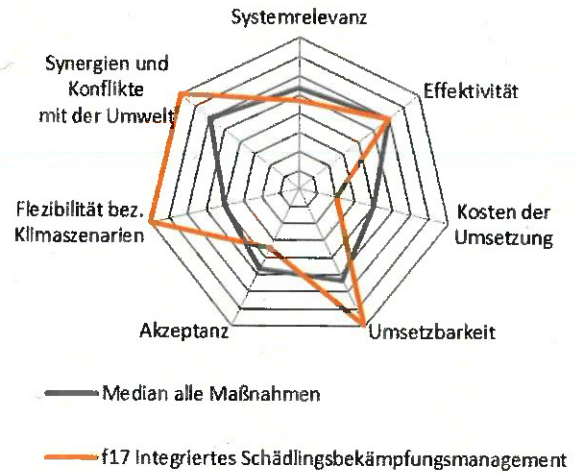 Systemrelevanz
Synergien und
Konflikte
mit der Umwelt
Effektivität
Flezibilität bez.
Klimaszenarien
Kosten der
Umsetzung
Akzeptanz
Umsetzbarkeit
Median alle Maßnahmen
f17 Integriertes Schädlingsbekämpfungsmanagement